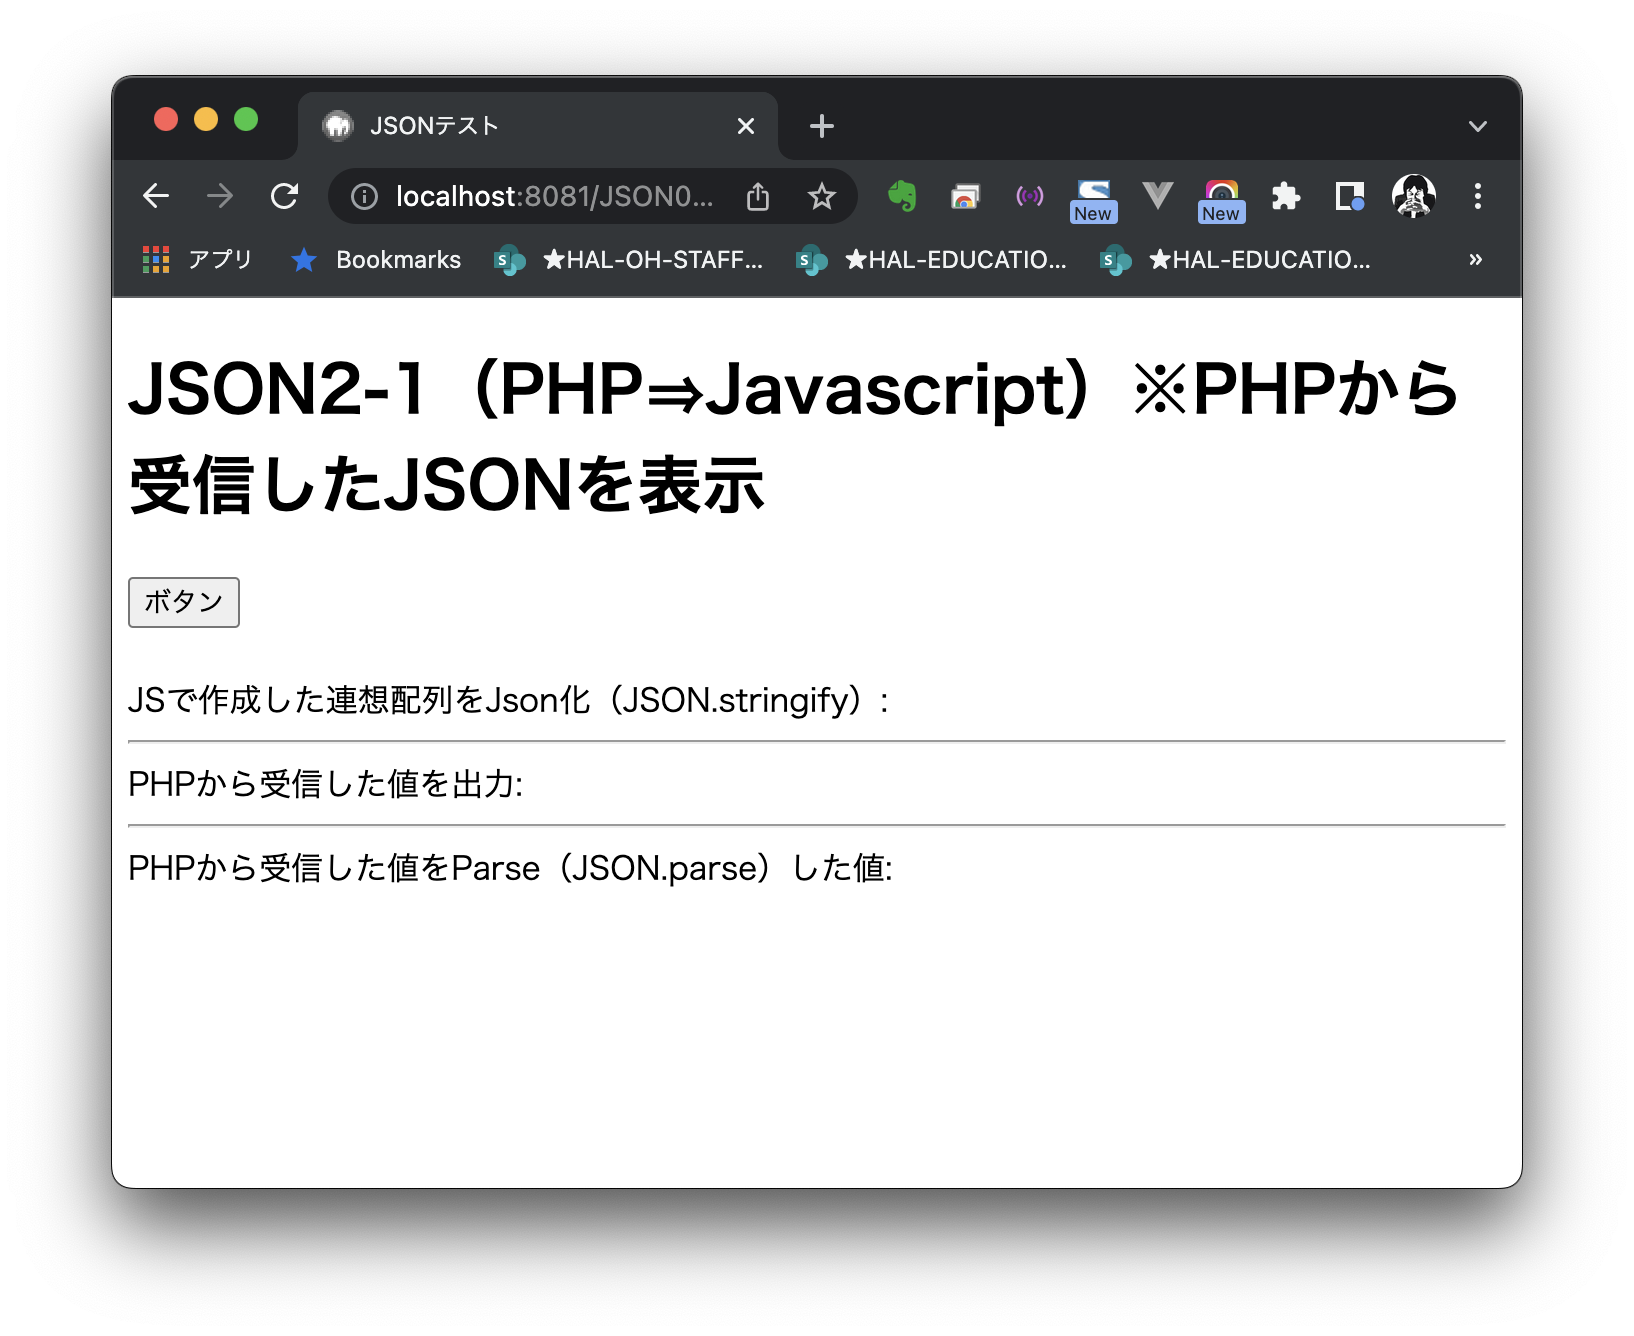 JSONテスト
localhost:8081/JSON0...
New
New
アプリ
Bookmarks
S
★HAL-OH-STAFF...
S
★HAL-EDUCATIO...
S
★HAL-EDUCATIO...
»
JSON2-1（PHP⇒Javascript）※PHPから
受信したJSONを表示
ボタン
JSで作成した連想配列をJson化（JSON.stringify）:
PHPから受信した値を出力:
PHPから受信した値をParse（JSON.parse）した値: